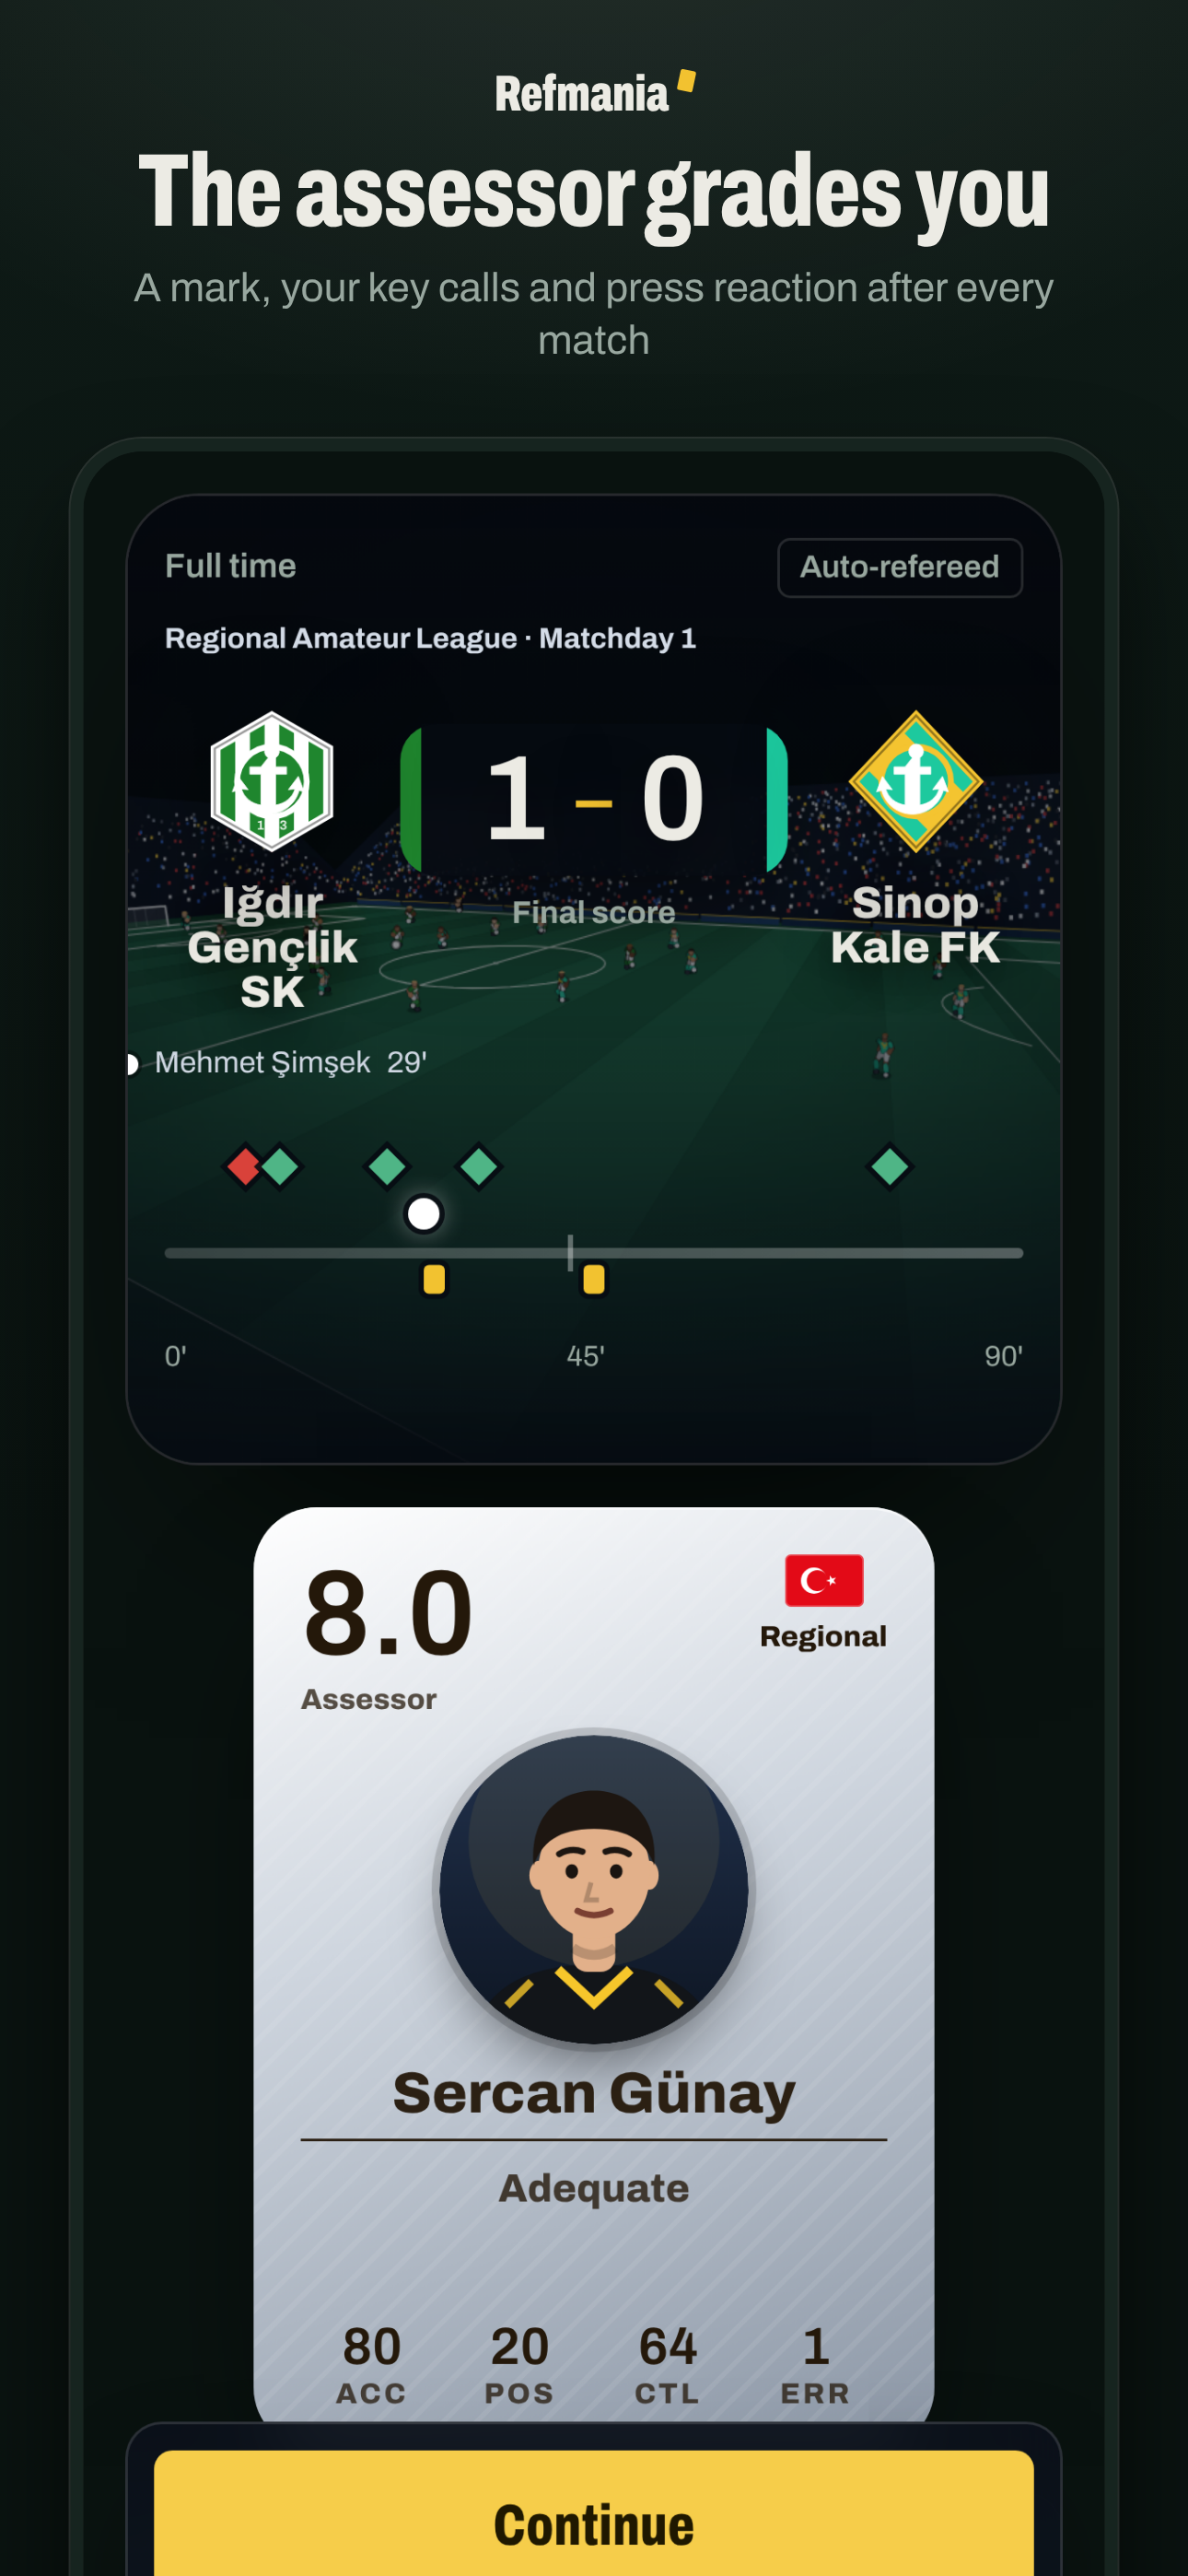 Refmania
The assessor grades you
A mark, your key calls and press reaction after every
match
Full time
Auto-refereed
Regional Amateur League · Matchday 1
1 – 0
Final score
Iğdır
Gençlik
SK
Sinop
Kale FK
Mehmet Şimşek 29'
0' 45' 90'
8.0
Assessor
Regional
Sercan Günay
Adequate
80 20 64 1
ACC POS CTL ERR
Continue